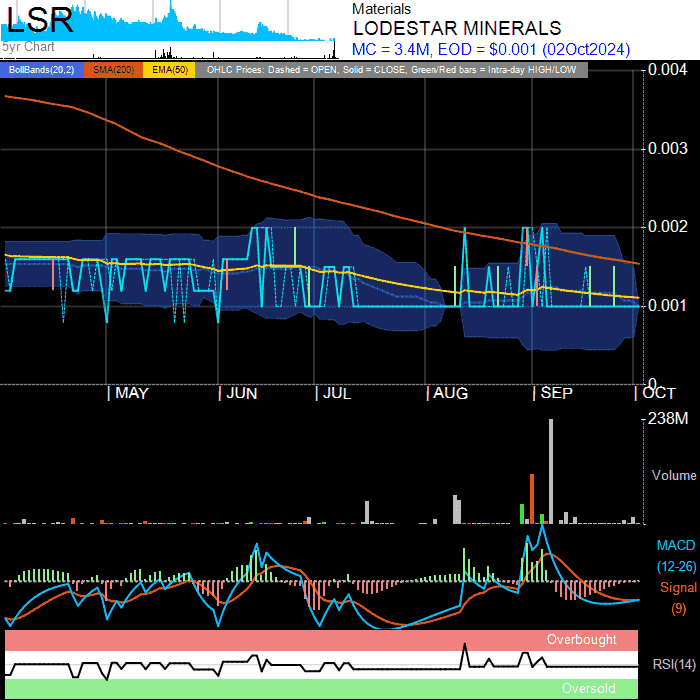 LSR
5yr Chart
Materials
LODESTAR MINERALS
MC = 3.4M, EOD = $0.001 (02Oct2024)
BollBands(20,2) SMA(200) EMA(50) OHLC Prices: Dashed = OPEN, Solid = CLOSE, Green/Red bars = Intra-day HIGH/LOW
0.004
0.003
0.002
0.001
0
MAY JUN JUL AUG SEP OCT
238M
Volume
MACD
(12-26)
Signal
(9)
Overbought
RSI(14)
Oversold